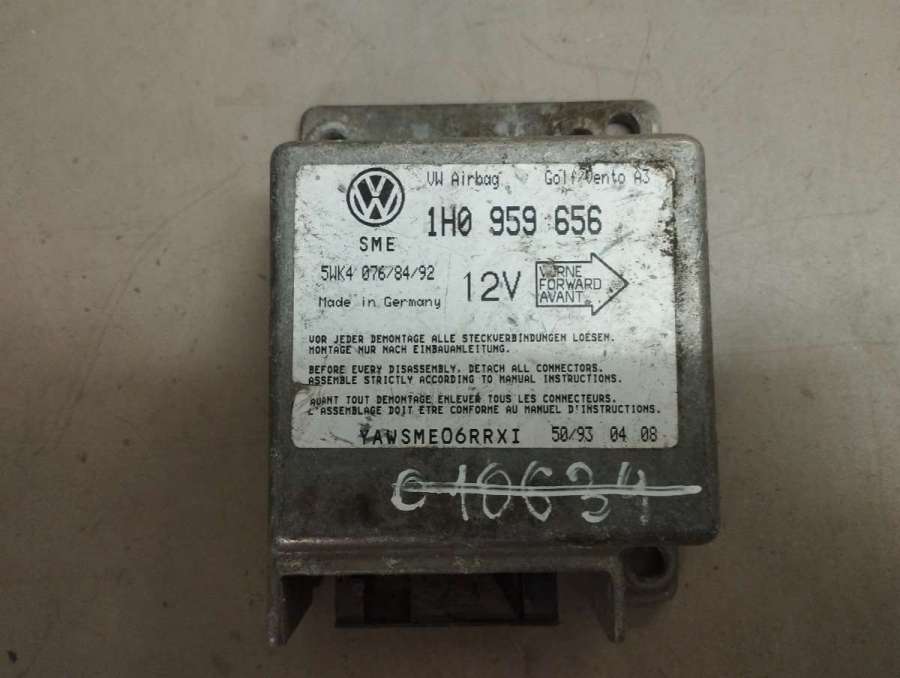 VW Airbag Golf/Vento A3
1H0 959 656
SME
5WK4 076/84/92
12V
VORNE
FORWARD
AVANT
Made in Germany
VOR JEDER DEMONTAGE ALLE STECKVERBINDUNGEN LOESEN.
MONTAGE NUR NACH EINBAUANLEITUNG.
BEFORE EVERY DISASSEMBLY, DETACH ALL CONNECTORS.
ASSEMBLE STRICTLY ACCORDING TO MANUAL INSTRUCTIONS.
AVANT TOUT DEMONTAGE ENLEVER TOUS LES CONNECTEURS.
L'ASSEMBLAGE DOIT ÉTRE CONFORME AU MANUEL D'INSTRUCTIONS.
YAWSME06RRXI 50/93 04 08
010634